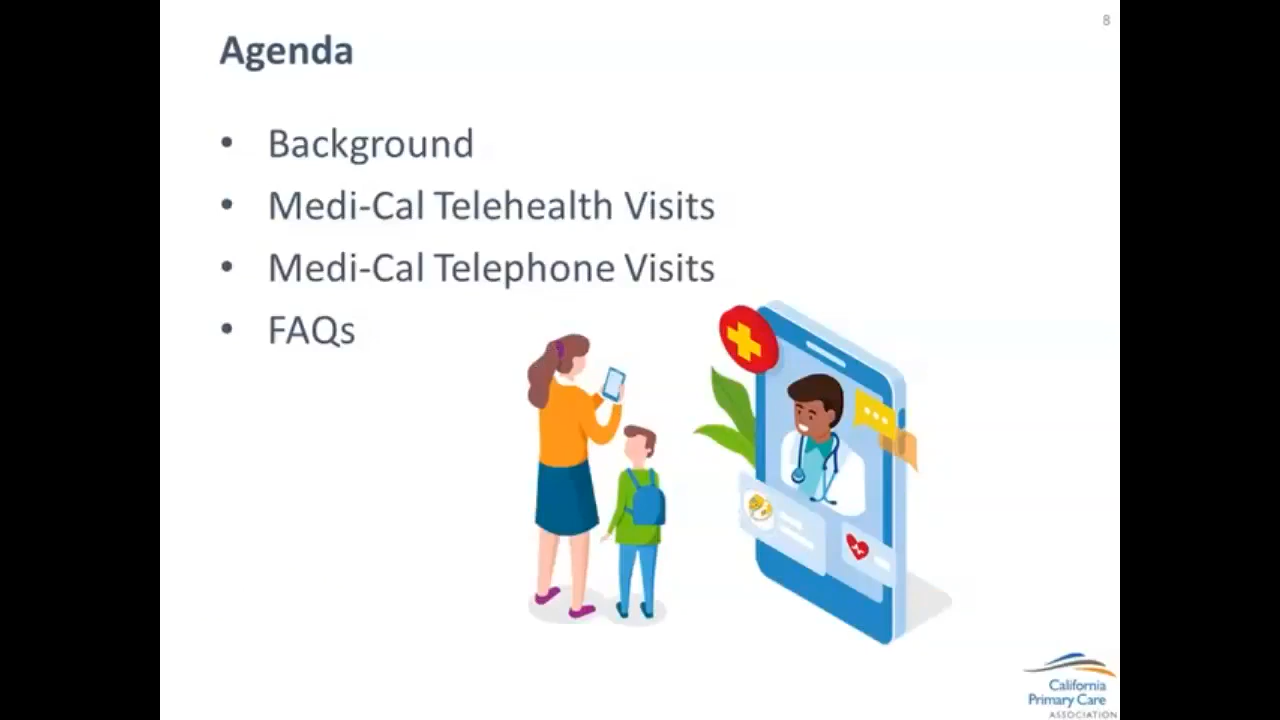 8
Agenda
• Background
• Medi-Cal Telehealth Visits
• Medi-Cal Telephone Visits
• FAQs
California
Primary Care
ASSOCIATION